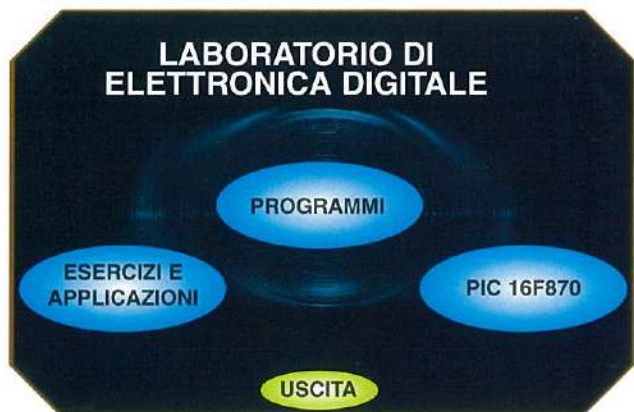 LABORATORIO DI
ELETTRONICA DIGITALE
PROGRAMMI
ESERCIZI E
APPLICAZIONI
PIC 16F870
USCITA